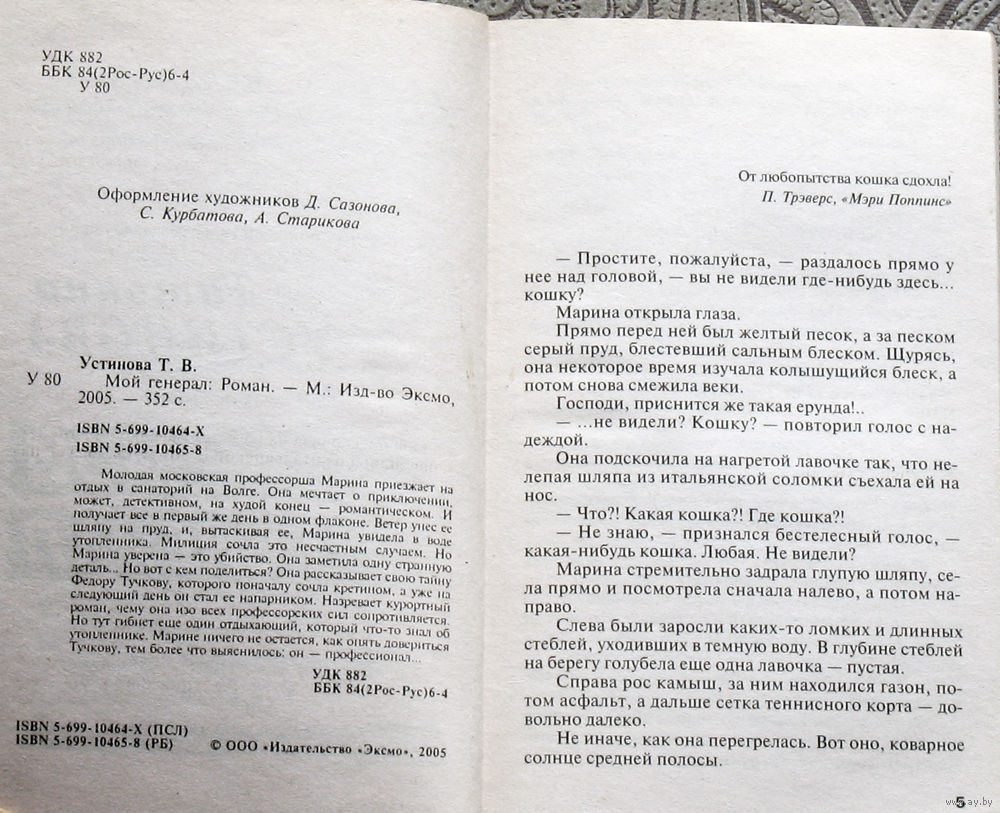 УДК 882
ББК 84(2Рос-Рус)6-4
У 80
Оформление художников Д. Сазонова,
С. Курбатова, А. Старикова
Устинова Т. В.
У 80
Мой генерал: Роман. — М.: Изд-во Эксмо,
2005. — 352 с.
ISBN 5-699-10464-X
ISBN 5-699-10465-8
Молодая московская профессорша Марина приезжает на
отдых в санаторий на Волге. Она мечтает о приключении,
может, детективном, на худой конец — романтическом. И
получает все в первый же день в одном флаконе. Ветер унес ее
шляпу на пруд, и, вытаскивая ее, Марина увидела в воде
утопленника. Милиция сочла это несчастным случаем. Но
Марина уверена — это убийство. Она заметила одну странную
деталь... Но вот с кем поделиться? Она рассказывает свою тайну
Федору Тучкову, которого поначалу сочла кретином, а уже на
следующий день он стал ее напарником. Назревает курортный
роман, чему она изо всех профессорских сил сопротивляется.
Но тут гибнет еще один отдыхающий, который что-то знал об
утопленнике. Марине ничего не остается, как опять довериться
Тучкову, тем более что выяснилось: он — профессионал...
УДК 882
ББК 84(2Рос-Рус)6-4
ISBN 5-699-10464-X (ПСЛ)
ISBN 5-699-10465-8 (РБ)
© ООО «Издательство «Эксмо», 2005
От любопытства кошка сдохла!
П. Трэверс, «Мэри Поппинс»
— Простите, пожалуйста, — раздалось прямо у
нее над головой, — вы не видели где-нибудь здесь...
кошку?
Марина открыла глаза.
Прямо перед ней был желтый песок, а за песком
серый пруд, блестевший сальным блеском. Щурясь,
она некоторое время изучала колышущийся блеск, а
потом снова смежила веки.
Господи, приснится же такая ерунда!..
— ...не видели? Кошку? — повторил голос с на-
деждой.
Она подскочила на нагретой лавочке так, что не-
лепая шляпа из итальянской соломки съехала ей на
нос.
— Что?! Какая кошка?! Где кошка?!
— Не знаю, — признался бестелесный голос, —
какая-нибудь кошка. Любая. Не видели?
Марина стремительно задрала глупую шляпу, се-
ла прямо и посмотрела сначала налево, а потом на-
право.
Слева были заросли каких-то ломких и длинных
стеблей, уходивших в темную воду. В глубине стеблей
на берегу голубела еще одна лавочка — пустая.
Справа рос камыш, за ним находился газон, по-
том асфальт, а дальше сетка теннисного корта — до-
вольно далеко.
Не иначе, как она перегрелась. Вот оно, коварное
солнце средней полосы.
5
www.ay.by